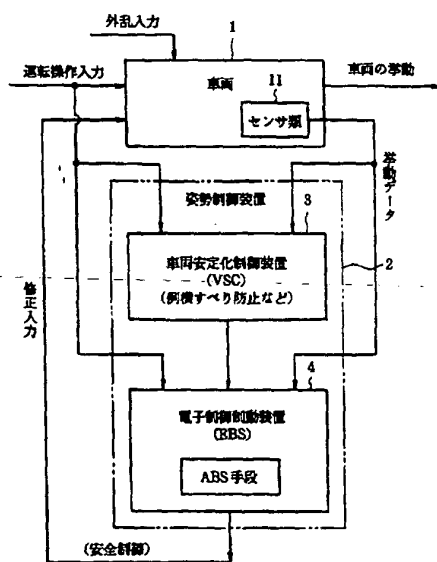 外乱入力
1
運転操作入力
車両
車両の挙動
11
センサ類
挙動データ
姿勢制御装置
3
車両安定化制御装置
(VSC)
(例横すべり防止など)
2
修正入力
4
電子制御制動装置
(EBS)
ABS手段
(安全制御)